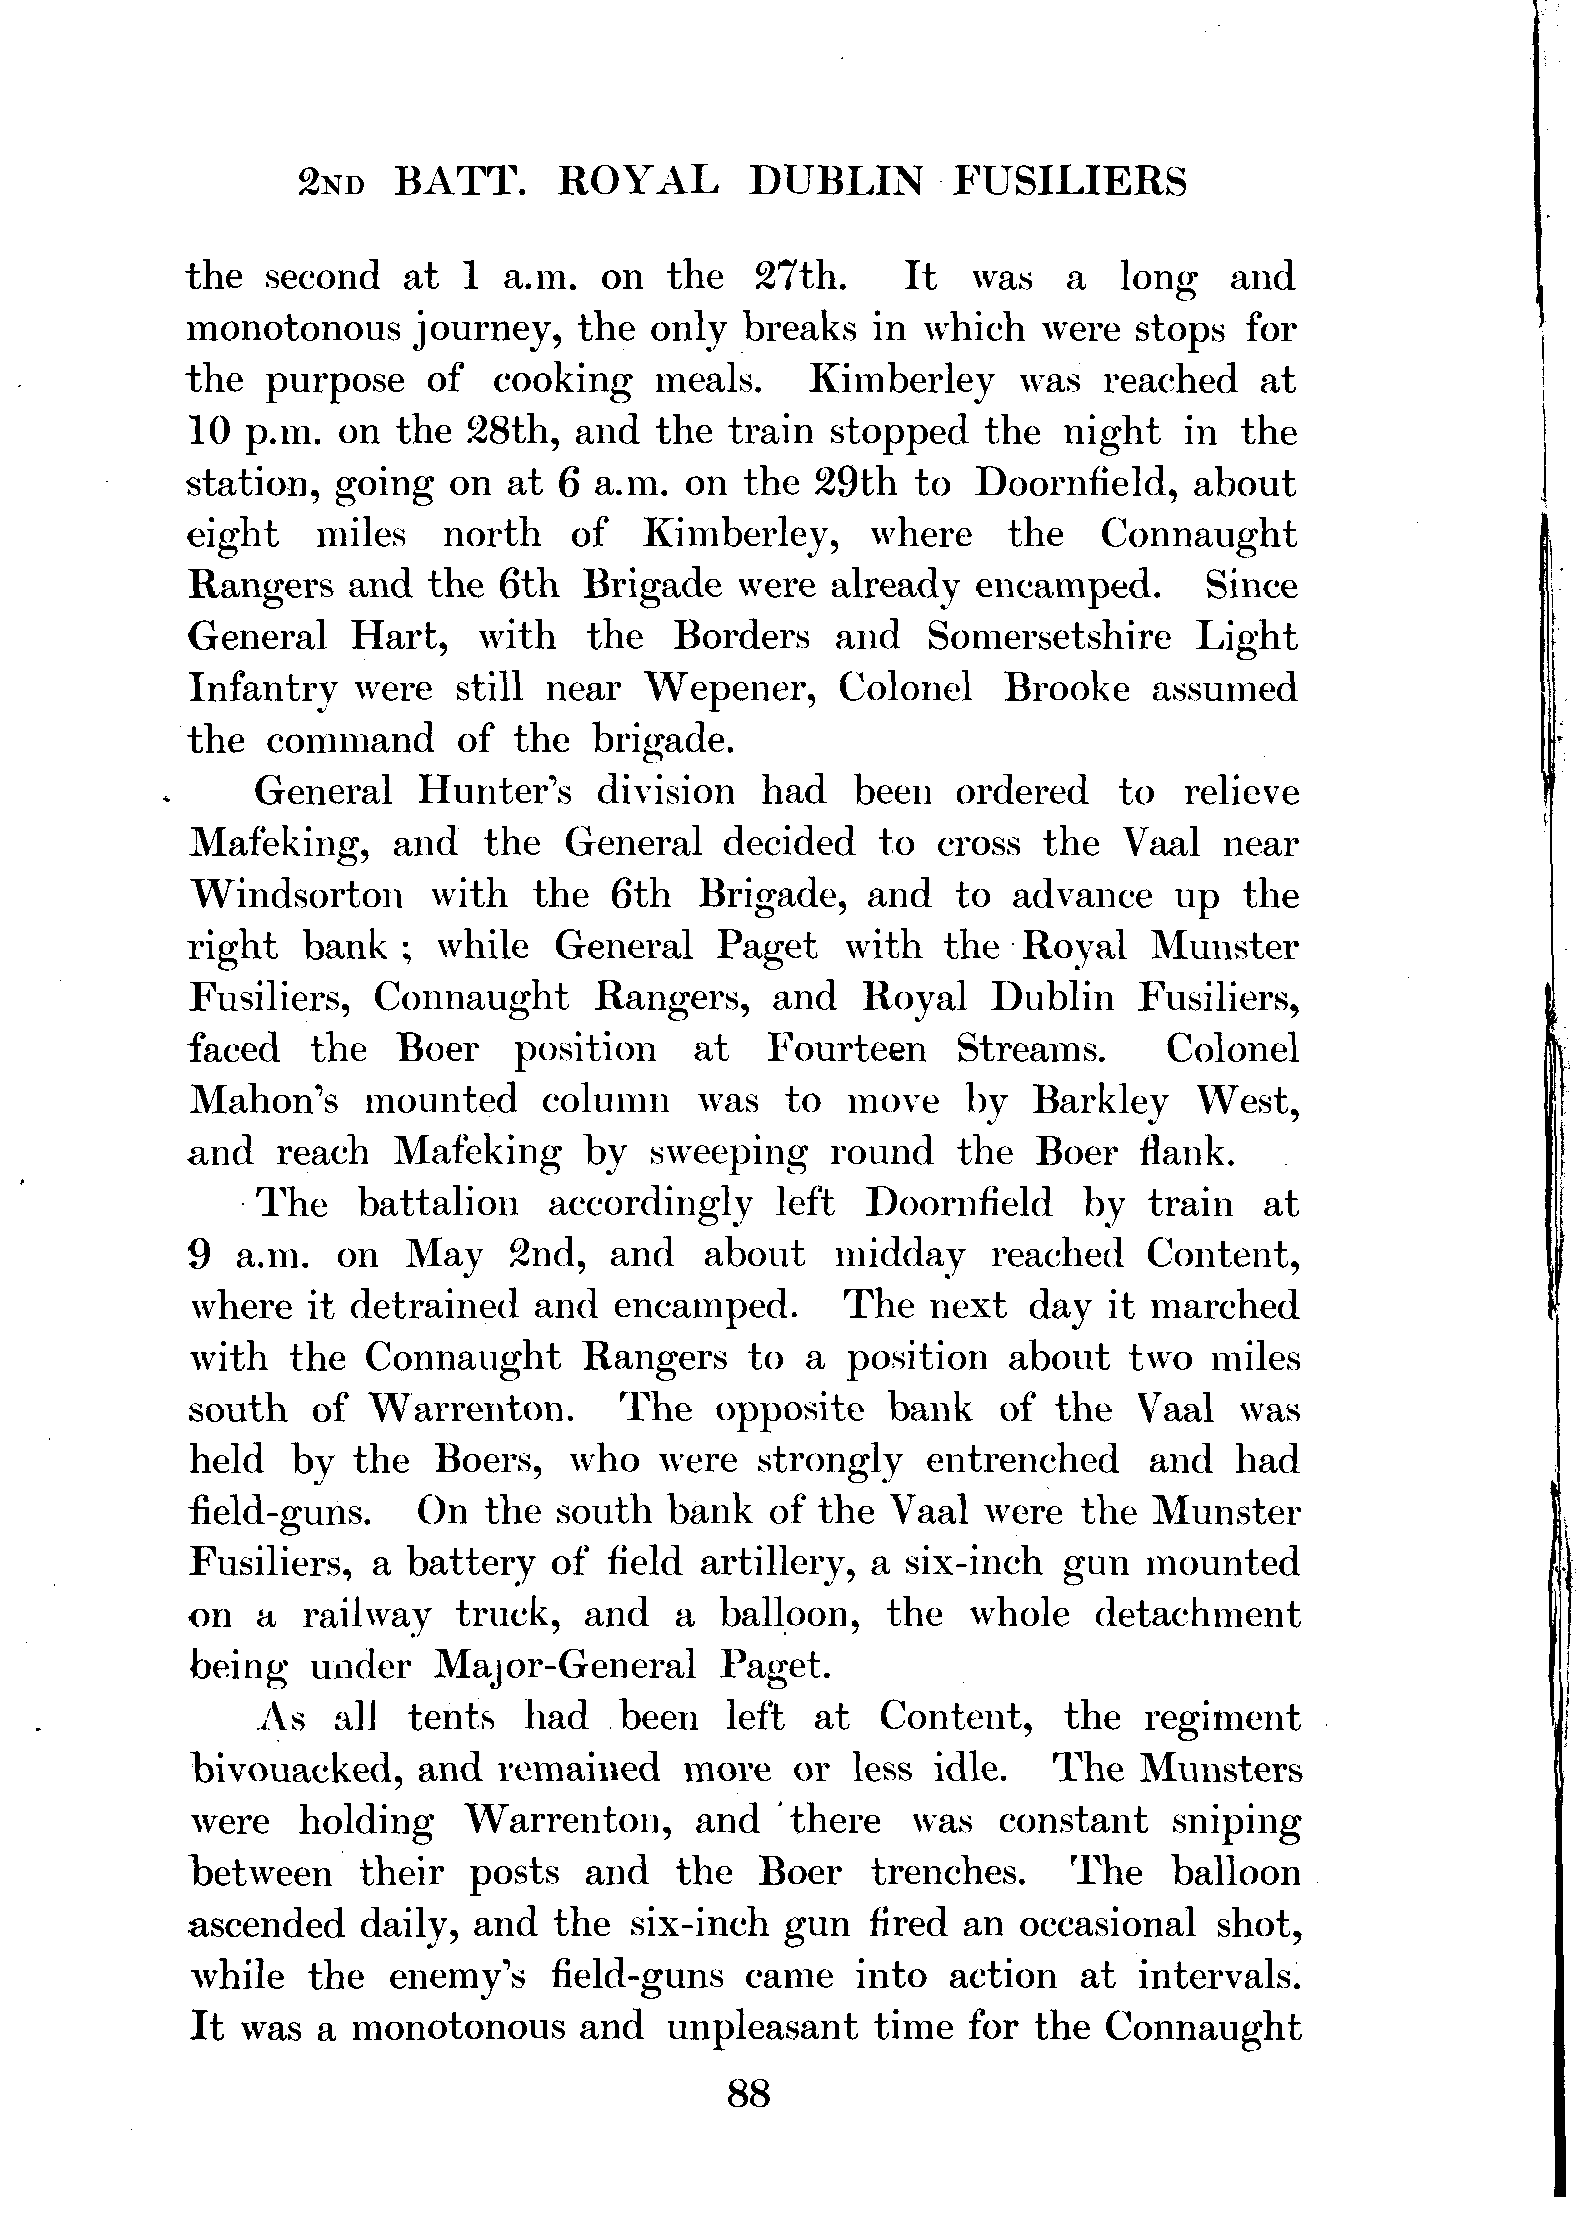 2ND BATT. ROYAL DUBLIN FUSILIERS
the second at 1 a.m. on the 27th. It was a long and
monotonous journey, the only breaks in which were stops for
the purpose of cooking meals. Kimberley was reached at
10 p.m. on the 28th, and the train stopped the night in the
station, going on at 6 a.m. on the 29th to Doornfield, about
eight miles north of Kimberley, where the Connaught
Rangers and the 6th Brigade were already encamped. Since
General Hart, with the Borders and Somersetshire Light
Infantry were still near Wepener, Colonel Brooke assumed
the command of the brigade.
General Hunter's division had been ordered to relieve
Mafeking, and the General decided to cross the Vaal near
Windsorton with the 6th Brigade, and to advance up the
right bank ; while General Paget with the Royal Munster
Fusiliers, Connaught Rangers, and Royal Dublin Fusiliers,
faced the Boer position at Fourteen Streams. Colonel
Mahon's mounted column was to move by Barkley West,
and reach Mafeking by sweeping round the Boer flank.
The battalion accordingly left Doornfield by train at
9 a.m. on May 2nd, and about midday reached Content,
where it detrained and encamped. The next day it marched
with the Connaught Rangers to a position about two miles
south of Warrenton. The opposite bank of the Vaal was
held by the Boers, who were strongly entrenched and had
field-guns. On the south bank of the Vaal were the Munster
Fusiliers, a battery of field artillery, a six-inch gun mounted
on a railway truck, and a balloon, the whole detachment
being under Major-General Paget.
As all tents had been left at Content, the regiment
bivouacked, and remained more or less idle. The Munsters
were holding Warrenton, and there was constant sniping
between their posts and the Boer trenches. The balloon
ascended daily, and the six-inch gun fired an occasional shot,
while the enemy's field-guns came into action at intervals.
It was a monotonous and unpleasant time for the Connaught
88